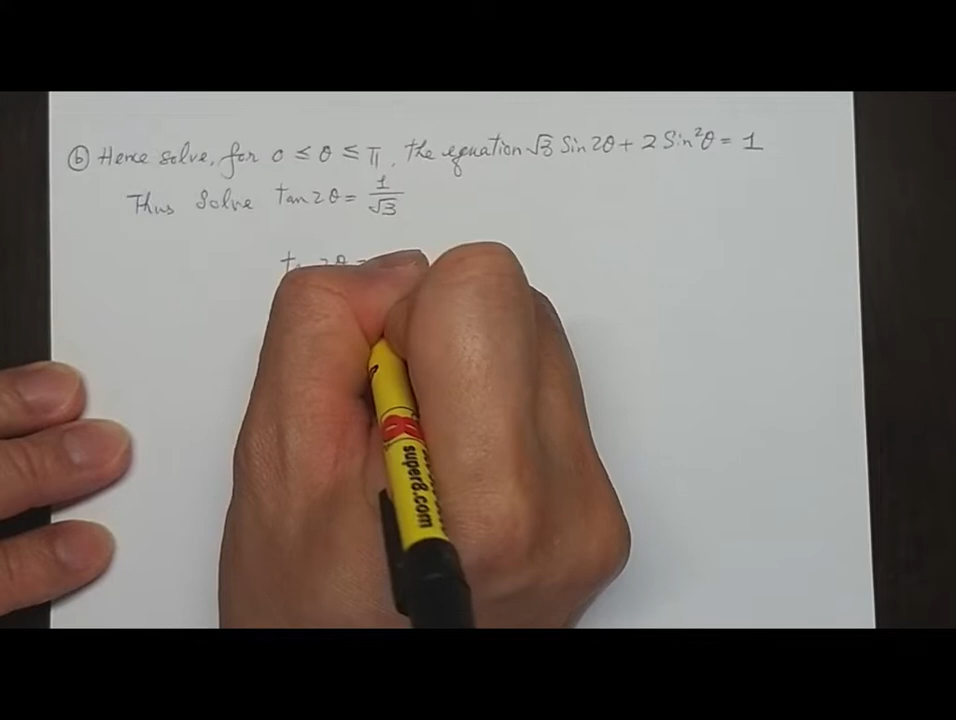 ⓑ Hence solve, for 0 ≤ θ ≤ π, the equation √3 Sin 2θ + 2 Sin²θ = 1
Thus Solve tan 2θ = 1/√3
2θ =
super8.com